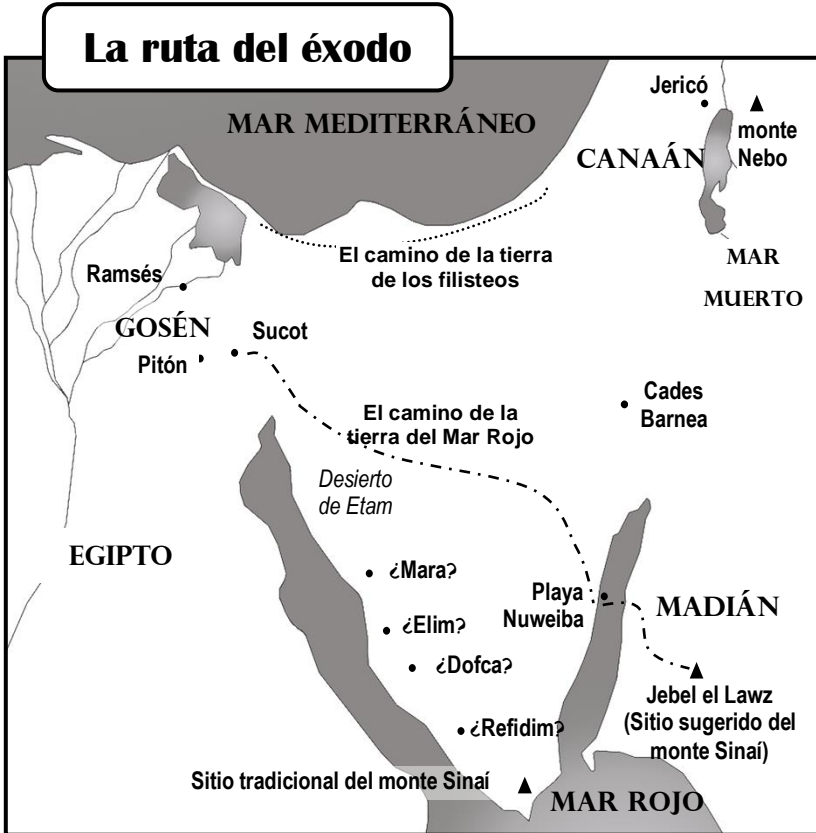 La ruta del éxodo
MAR MEDITERRÁNEO
Jericó
monte
Nebo
CANAÁN
El camino de la tierra
de los filisteos
MAR
MUERTO
Ramsés
GOSÉN
Sucot
Pitón
Cades
Barnea
El camino de la
tierra del Mar Rojo
Desierto
de Etam
EGIPTO
¿Mara?
Playa
Nuweiba
MADIÁN
¿Elim?
¿Dofca?
Jebel el Lawz
(Sitio sugerido del
monte Sinaí)
¿Refidim?
Sitio tradicional del monte Sinaí
MAR ROJO